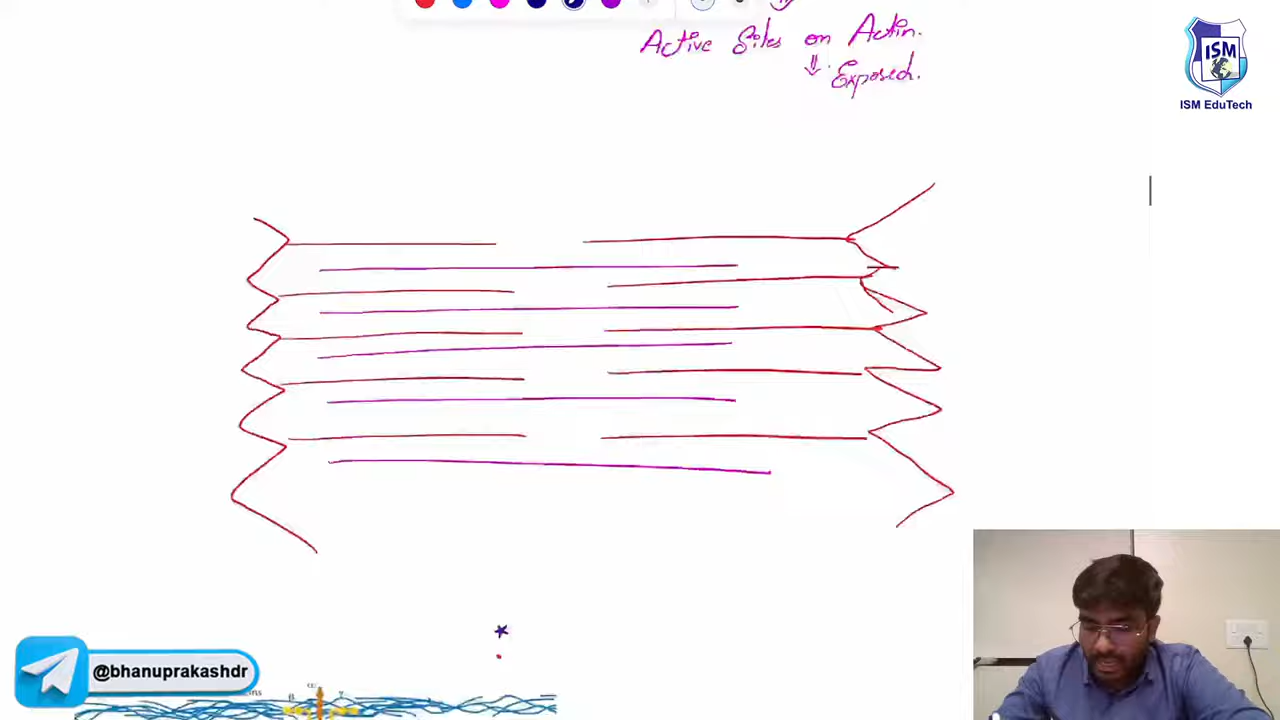 Active Sites on Actin.
⇓ Exposed.
ISM
ISM EduTech
@bhanuprakashdr